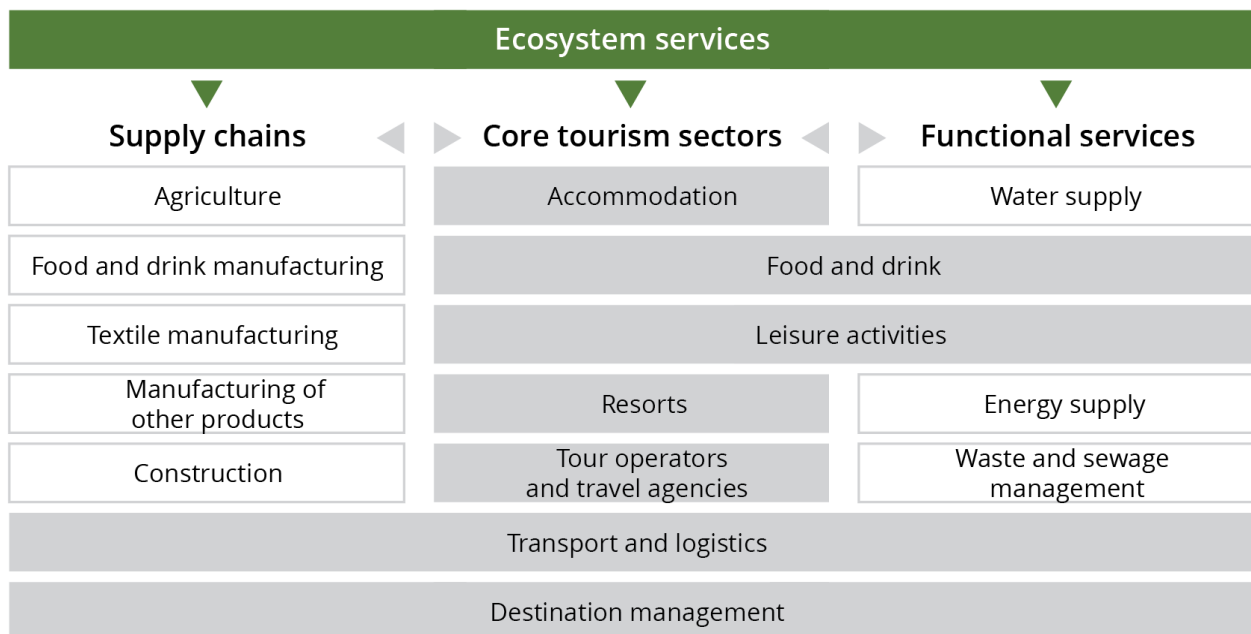 Ecosystem services
Supply chains
Core tourism sectors
Functional services
Agriculture
Accommodation
Water supply
Food and drink manufacturing
Food and drink
Textile manufacturing
Leisure activities
Manufacturing of
other products
Resorts
Energy supply
Construction
Tour operators
and travel agencies
Waste and sewage
management
Transport and logistics
Destination management